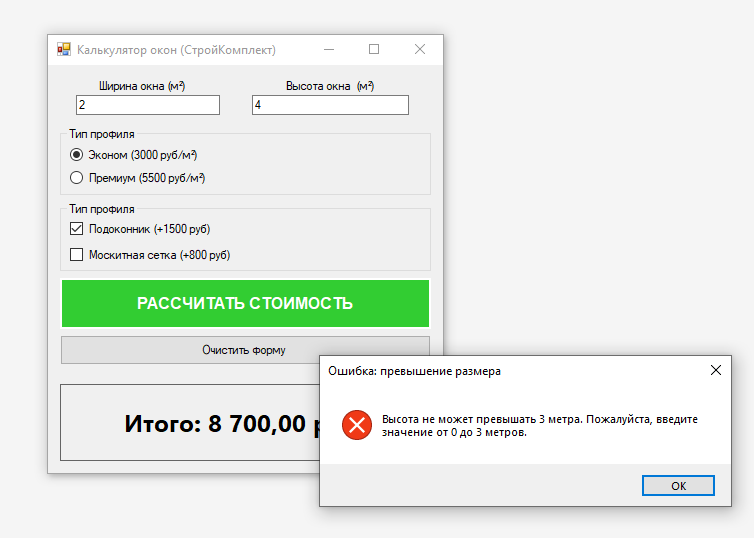 Калькулятор окон (СтройКомплект)
Ширина окна (м²)
Высота окна (м²)
2
4
Тип профиля
Эконом (3000 руб/м²)
Премиум (5500 руб/м²)
Тип профиля
Подоконник (+1500 руб)
Москитная сетка (+800 руб)
РАССЧИТАТЬ СТОИМОСТЬ
Очистить форму
Итого: 8 700,00
Ошибка: превышение размера
Высота не может превышать 3 метра. Пожалуйста, введите
значение от 0 до 3 метров.
ОК